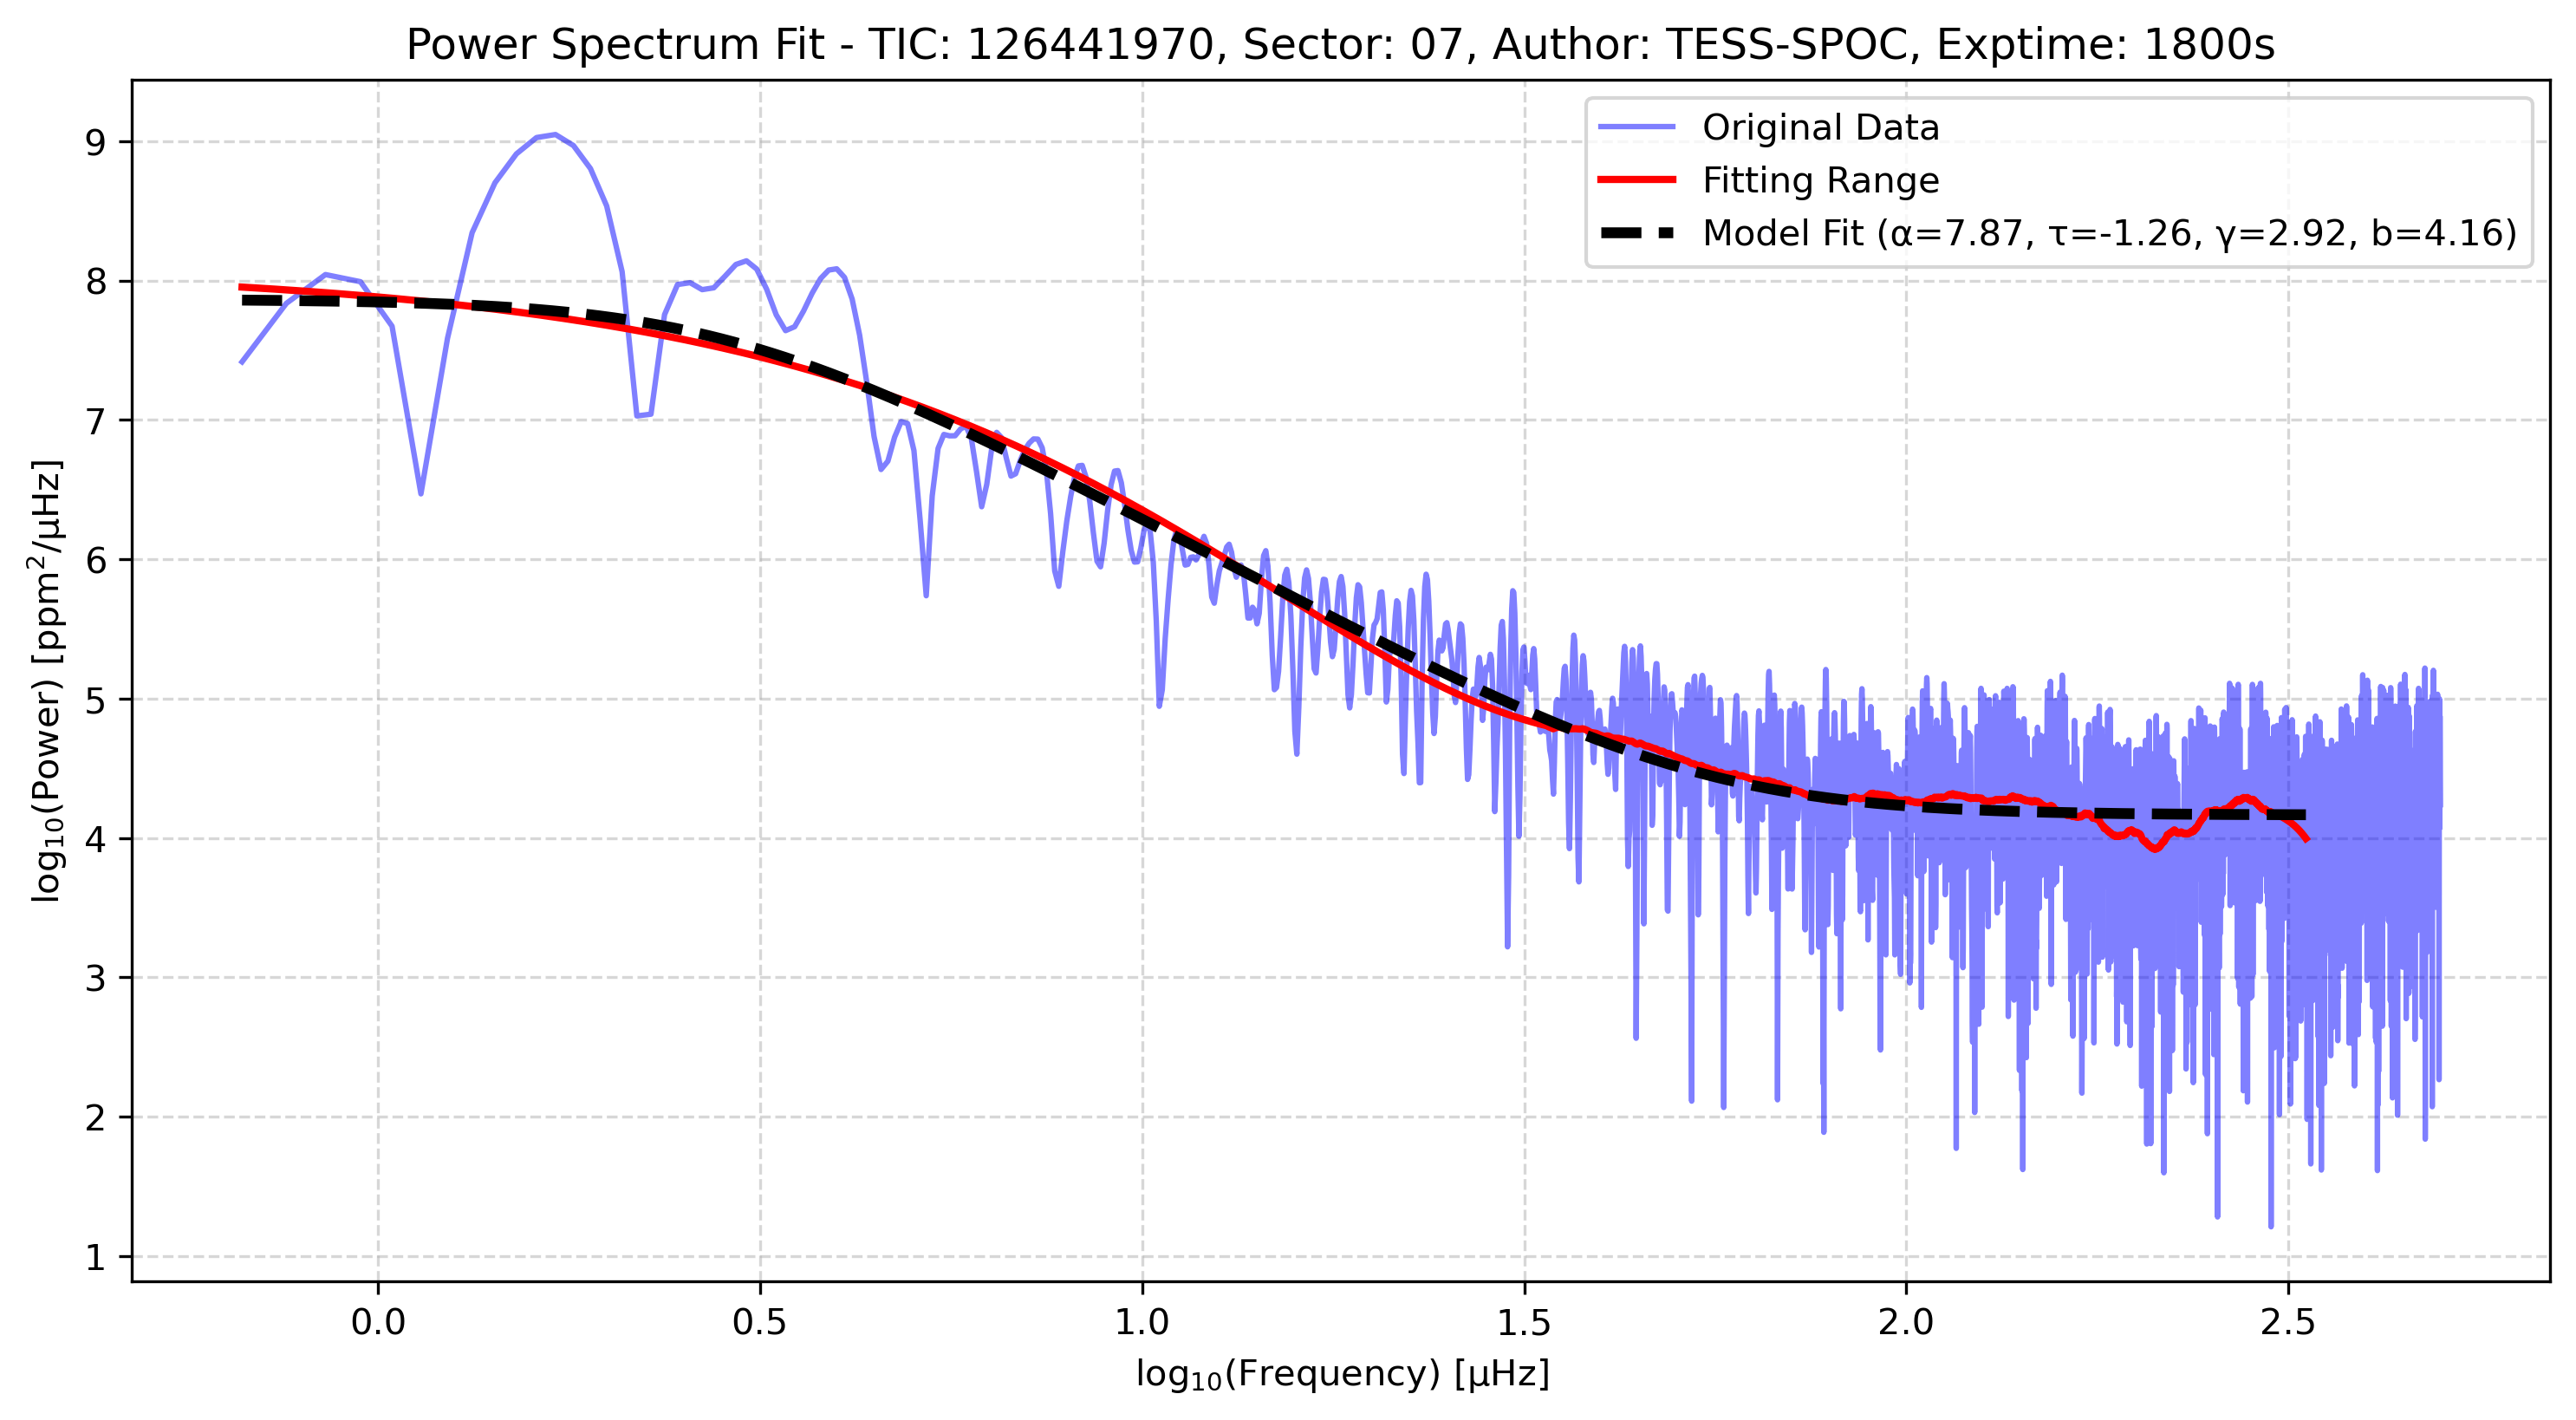 Power Spectrum Fit - TIC: 126441970, Sector: 07, Author: TESS-SPOC, Exptime: 1800s
Original Data
Fitting Range
Model Fit (α=7.87, τ=-1.26, γ=2.92, b=4.16)
log₁₀(Power) [ppm²/μHz]
9
8
7
6
5
4
3
2
1
0.0 0.5 1.0 1.5 2.0 2.5
log₁₀(Frequency) [μHz]